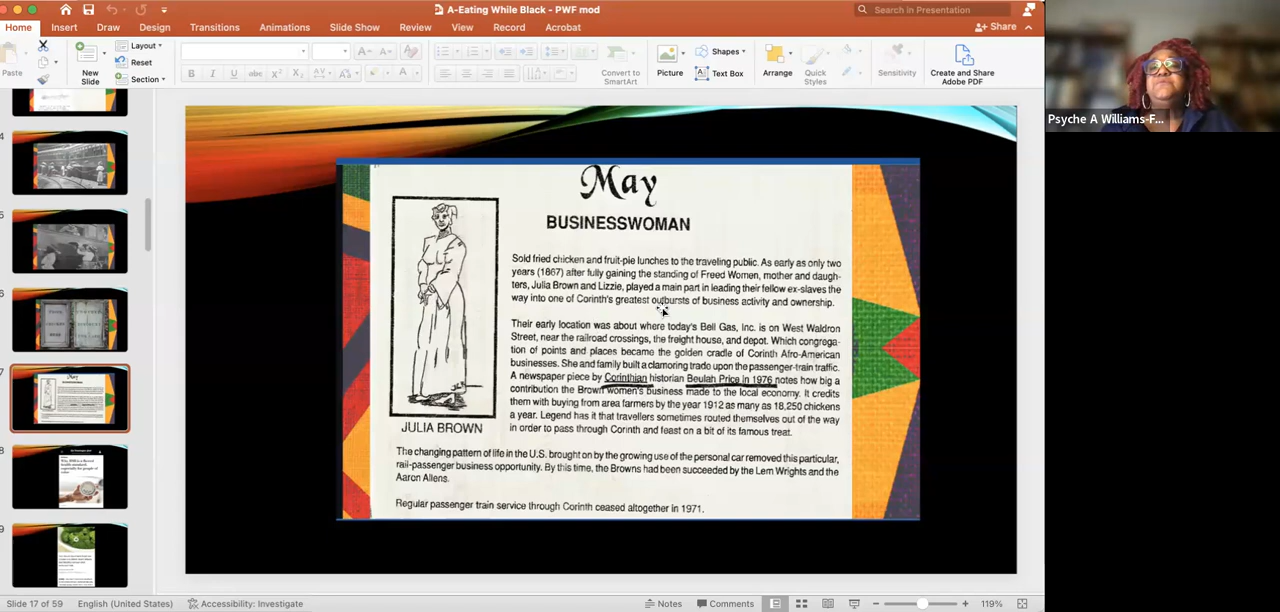 A-Eating While Black - PWF mod
Search in Presentation
Home Insert Draw Design Transitions Animations Slide Show Review View Record Acrobat
Share
Paste
New Slide
Layout
Reset
Section
Convert to SmartArt
Picture
Shapes
Text Box
Arrange
Quick Styles
Sensitivity
Create and Share Adobe PDF
Psyche A Williams-F...
May
BUSINESSWOMAN
Sold fried chicken and fruit-pie lunches to the traveling public. As early as only two
years (1867) after fully gaining the standing of Freed Women, mother and daugh-
ters, Julia Brown and Lizzie, played a main part in leading their fellow ex-slaves the
way into one of Corinth's greatest outbursts of business activity and ownership.
Their early location was about where today's Bell Gas, Inc. is on West Waldron
Street, near the railroad crossings, the freight house, and depot. Which congrega-
tion of points and places became the golden cradle of Corinth Afro-American
businesses. She and family built a clamoring trade upon the passenger-train traffic.
A newspaper piece by Corinthian historian Beulah Price in 1976 notes how big a
contribution the Brown women's business made to the local economy. It credits
them with buying from area farmers by the year 1912 as many as 18,250 chickens
a year. Legend has it that travellers sometimes routed themselves out of the way
in order to pass through Corinth and feast on a bit of its famous treat.
JULIA BROWN
The changing pattern of life in the U.S. brought on by the growing use of the personal car removed this particular,
rail-passenger business opportunity. By this time, the Browns had been succeeded by the Lem Wrights and the
Aaron Allens.
Regular passenger train service through Corinth ceased altogether in 1971.
Slide 17 of 59 English (United States) Accessibility: Investigate
Notes Comments 119%